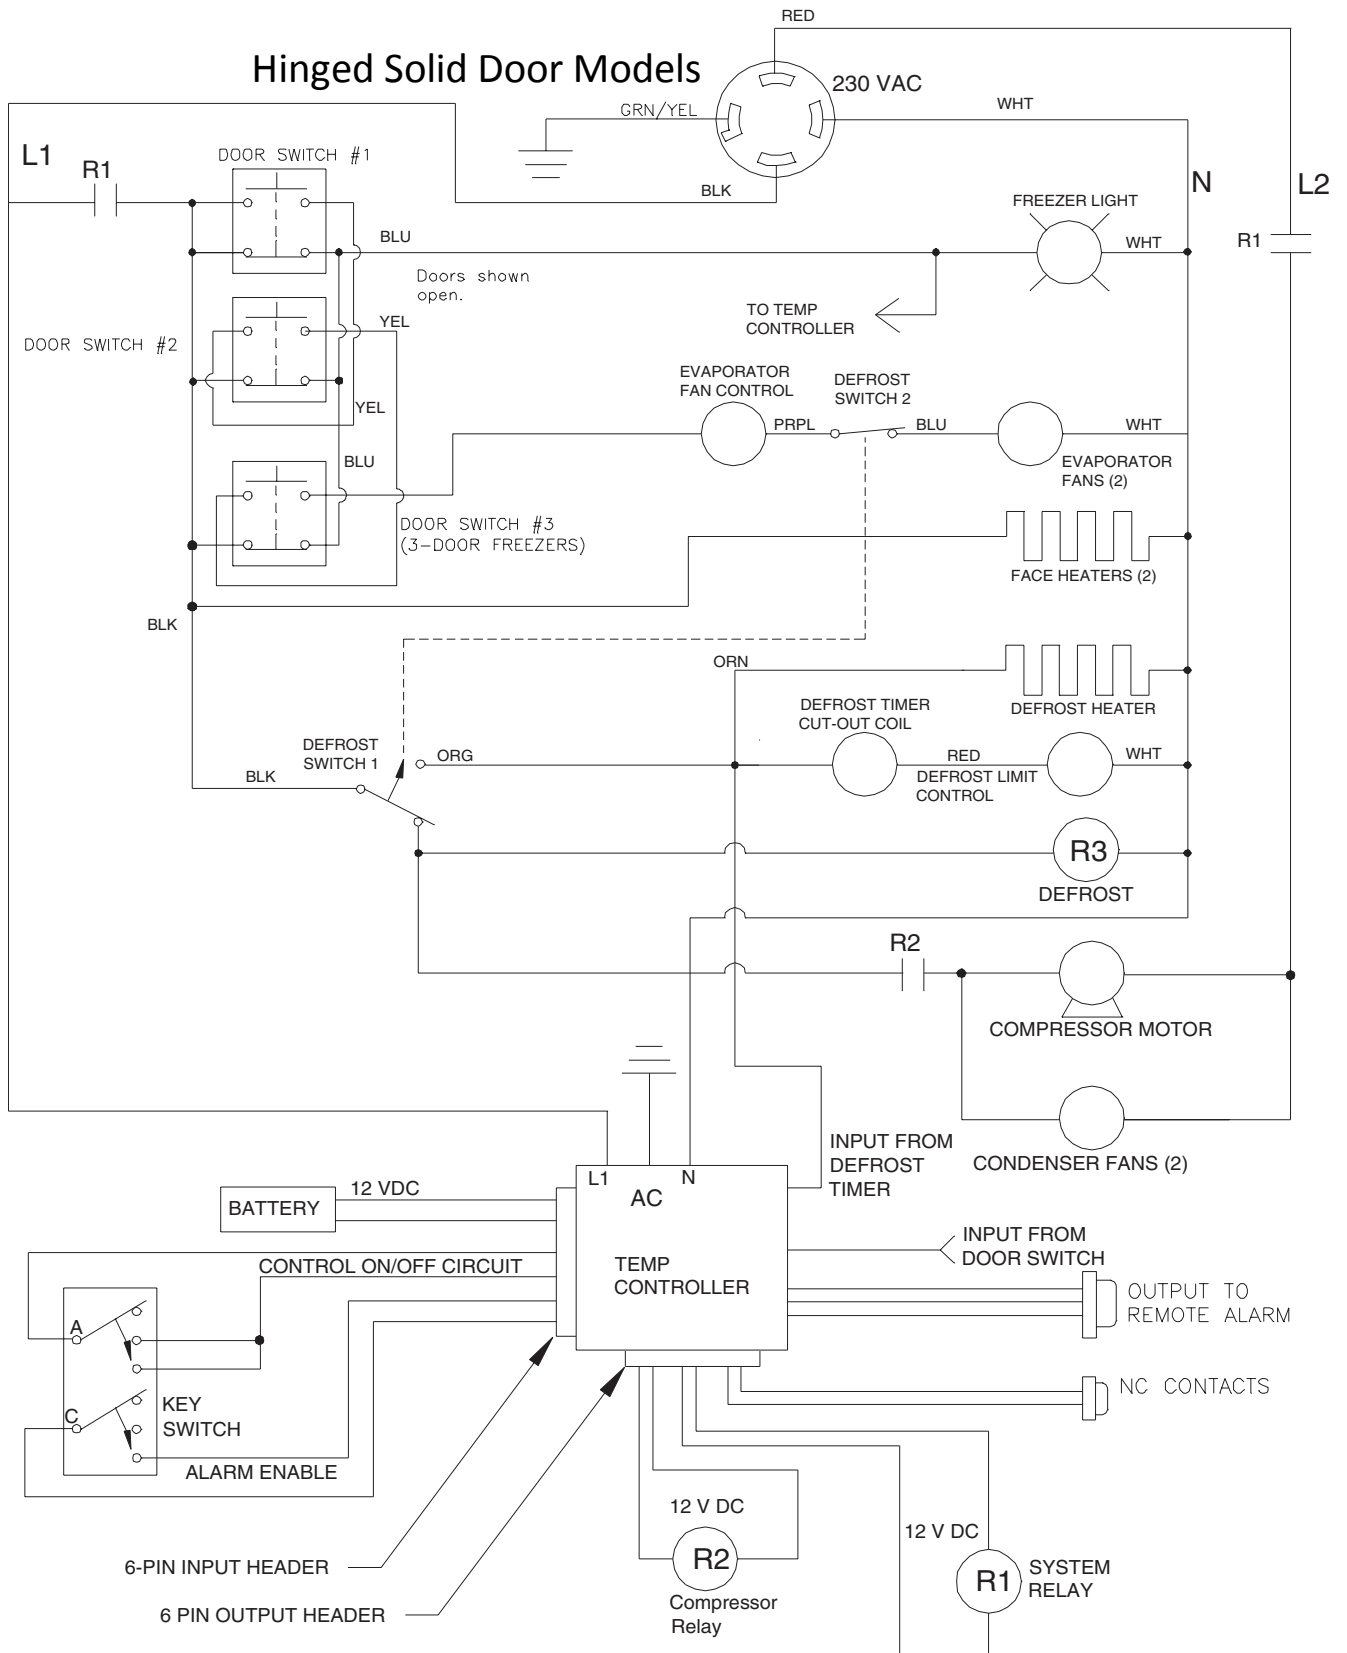 RED
Hinged Solid Door Models
230 VAC
GRN/YEL
WHT
L1
DOOR SWITCH #1
R1
BLK
N
L2
FREEZER LIGHT
BLU
WHT
R1
Doors shown
open.
TO TEMP
CONTROLLER
YEL
DOOR SWITCH #2
EVAPORATOR
FAN CONTROL
DEFROST
SWITCH 2
YEL
PRPL
BLU
WHT
BLU
EVAPORATOR
FANS (2)
DOOR SWITCH #3
(3-DOOR FREEZERS)
FACE HEATERS (2)
BLK
ORN
DEFROST HEATER
DEFROST TIMER
CUT-OUT COIL
DEFROST
SWITCH 1
ORG
RED
WHT
BLK
DEFROST LIMIT
CONTROL
R3
DEFROST
R2
COMPRESSOR MOTOR
INPUT FROM
DEFROST
TIMER
CONDENSER FANS (2)
L1
N
AC
12 VDC
BATTERY
INPUT FROM
DOOR SWITCH
CONTROL ON/OFF CIRCUIT
TEMP
CONTROLLER
OUTPUT TO
REMOTE ALARM
A
NC CONTACTS
C
KEY
SWITCH
ALARM ENABLE
12 V DC
12 V DC
6-PIN INPUT HEADER
R2
R1
SYSTEM
RELAY
6 PIN OUTPUT HEADER
Compressor
Relay